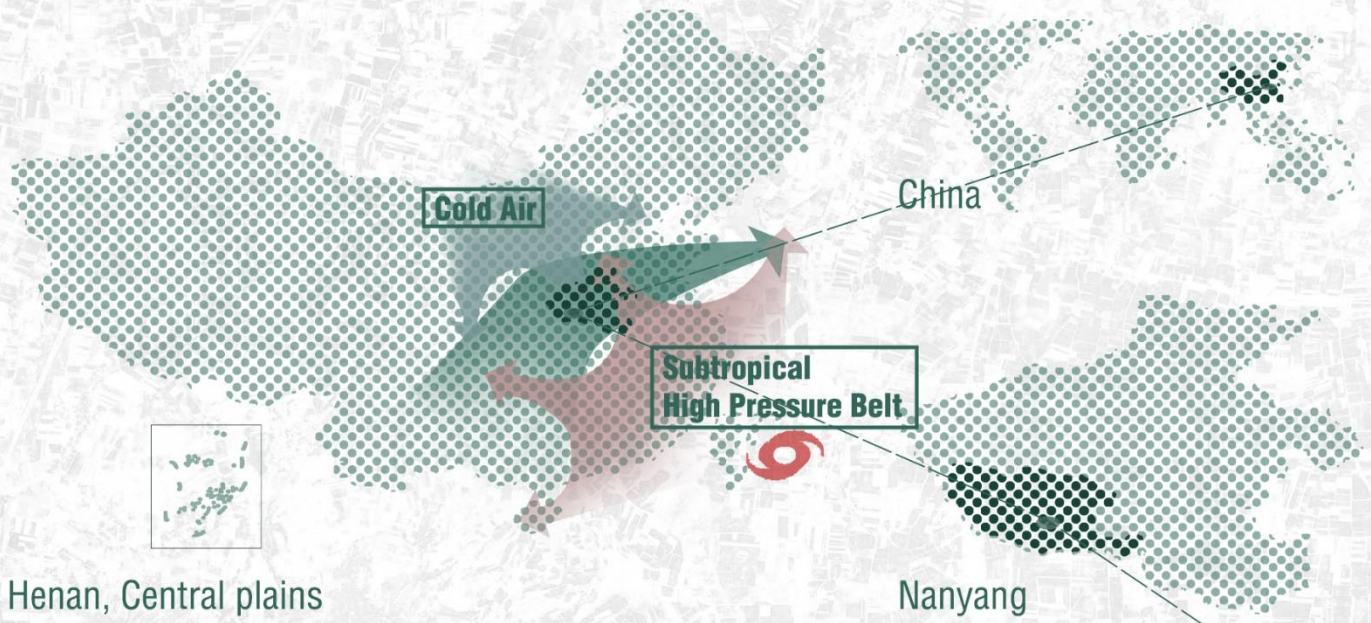 China
Cold Air
Subtropical
High Pressure Belt
Henan, Central plains
Nanyang